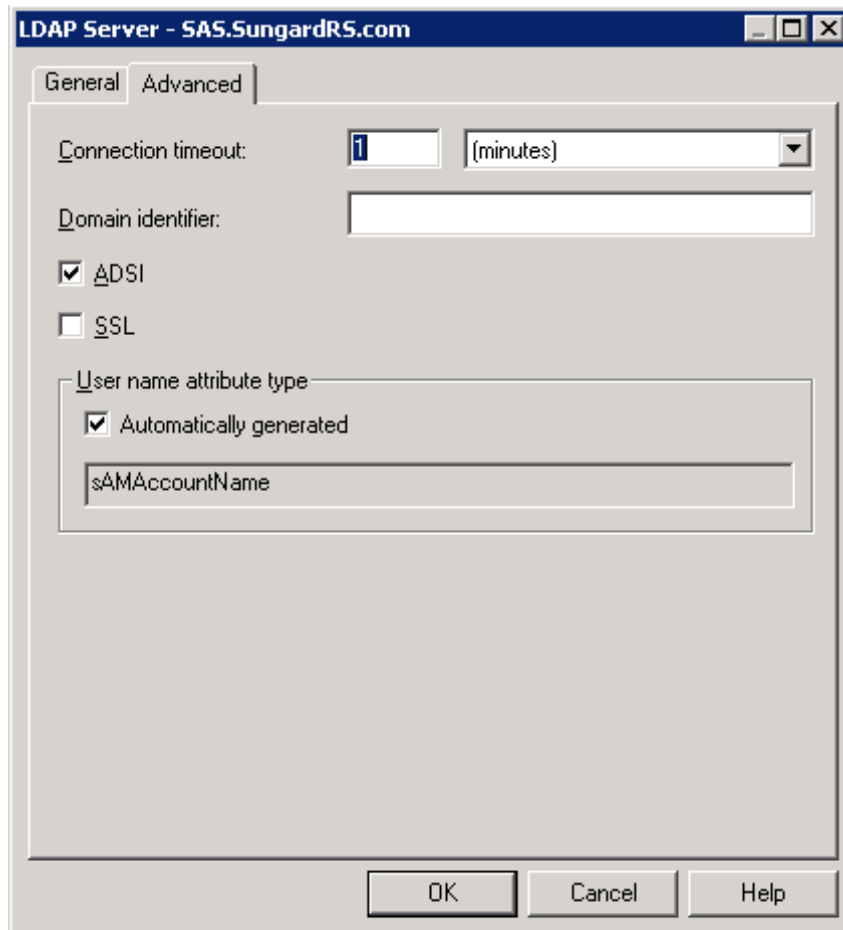 LDAP Server - SAS.SungardRS.com
General Advanced
Connection timeout: 1 (minutes)
Domain identifier:
ADSI
SSL
User name attribute type
Automatically generated
sAMAccountName
OK Cancel Help